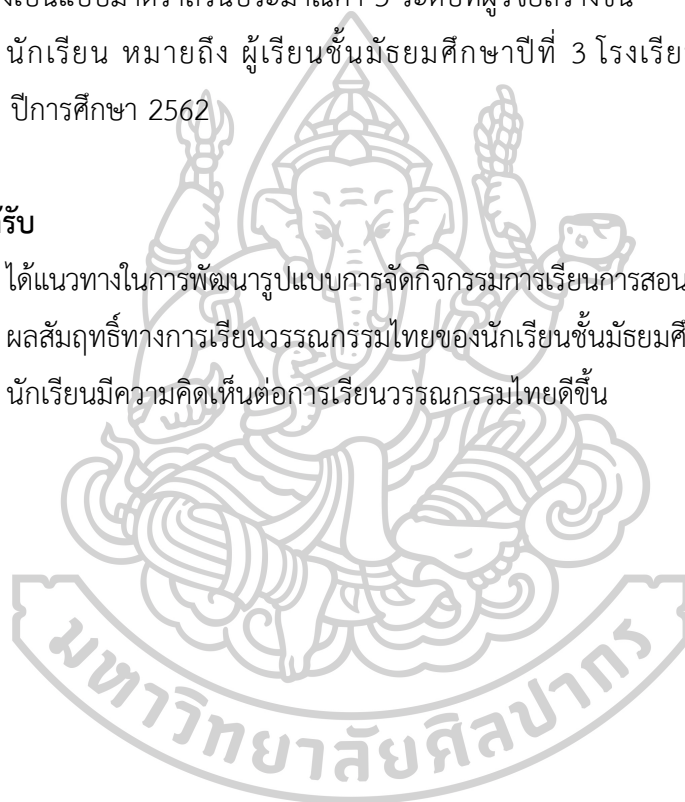 นักเรียน หมายถึง ผู้เรียนชั้นมัธยมศึกษาปีที่ 3 โรงเรีย
ปีการศึกษา 2562
ได้แนวทางในการพัฒนารูปแบบการจัดกิจกรรมการเรียนการสอน
ผลสัมฤทธิ์ทางการเรียนวรรณกรรมไทยของนักเรียนชั้นมัธยมศึ
นักเรียนมีความคิดเห็นต่อการเรียนวรรณกรรมไทยดีขึ้น
มหาวิทยาลัยศิลปากร